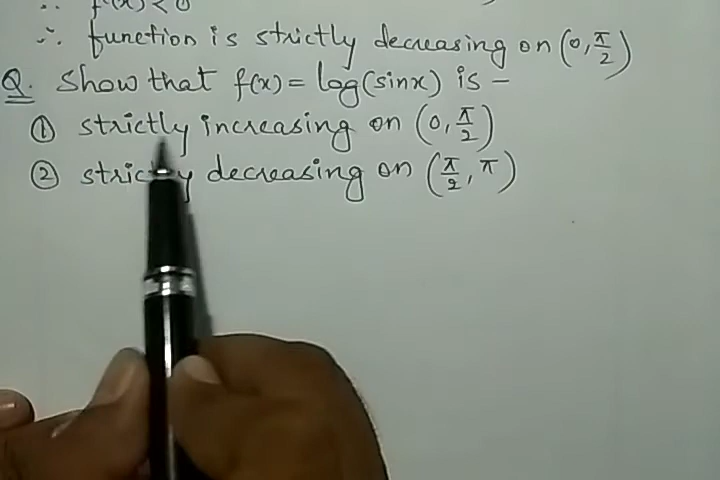 ∴ f'(x) < 0
∴ function is strictly decreasing on (0, π/2)
Q. Show that f(x) = log(sinx) is –
① strictly increasing on (0, π/2)
② strictly decreasing on (π/2, π)